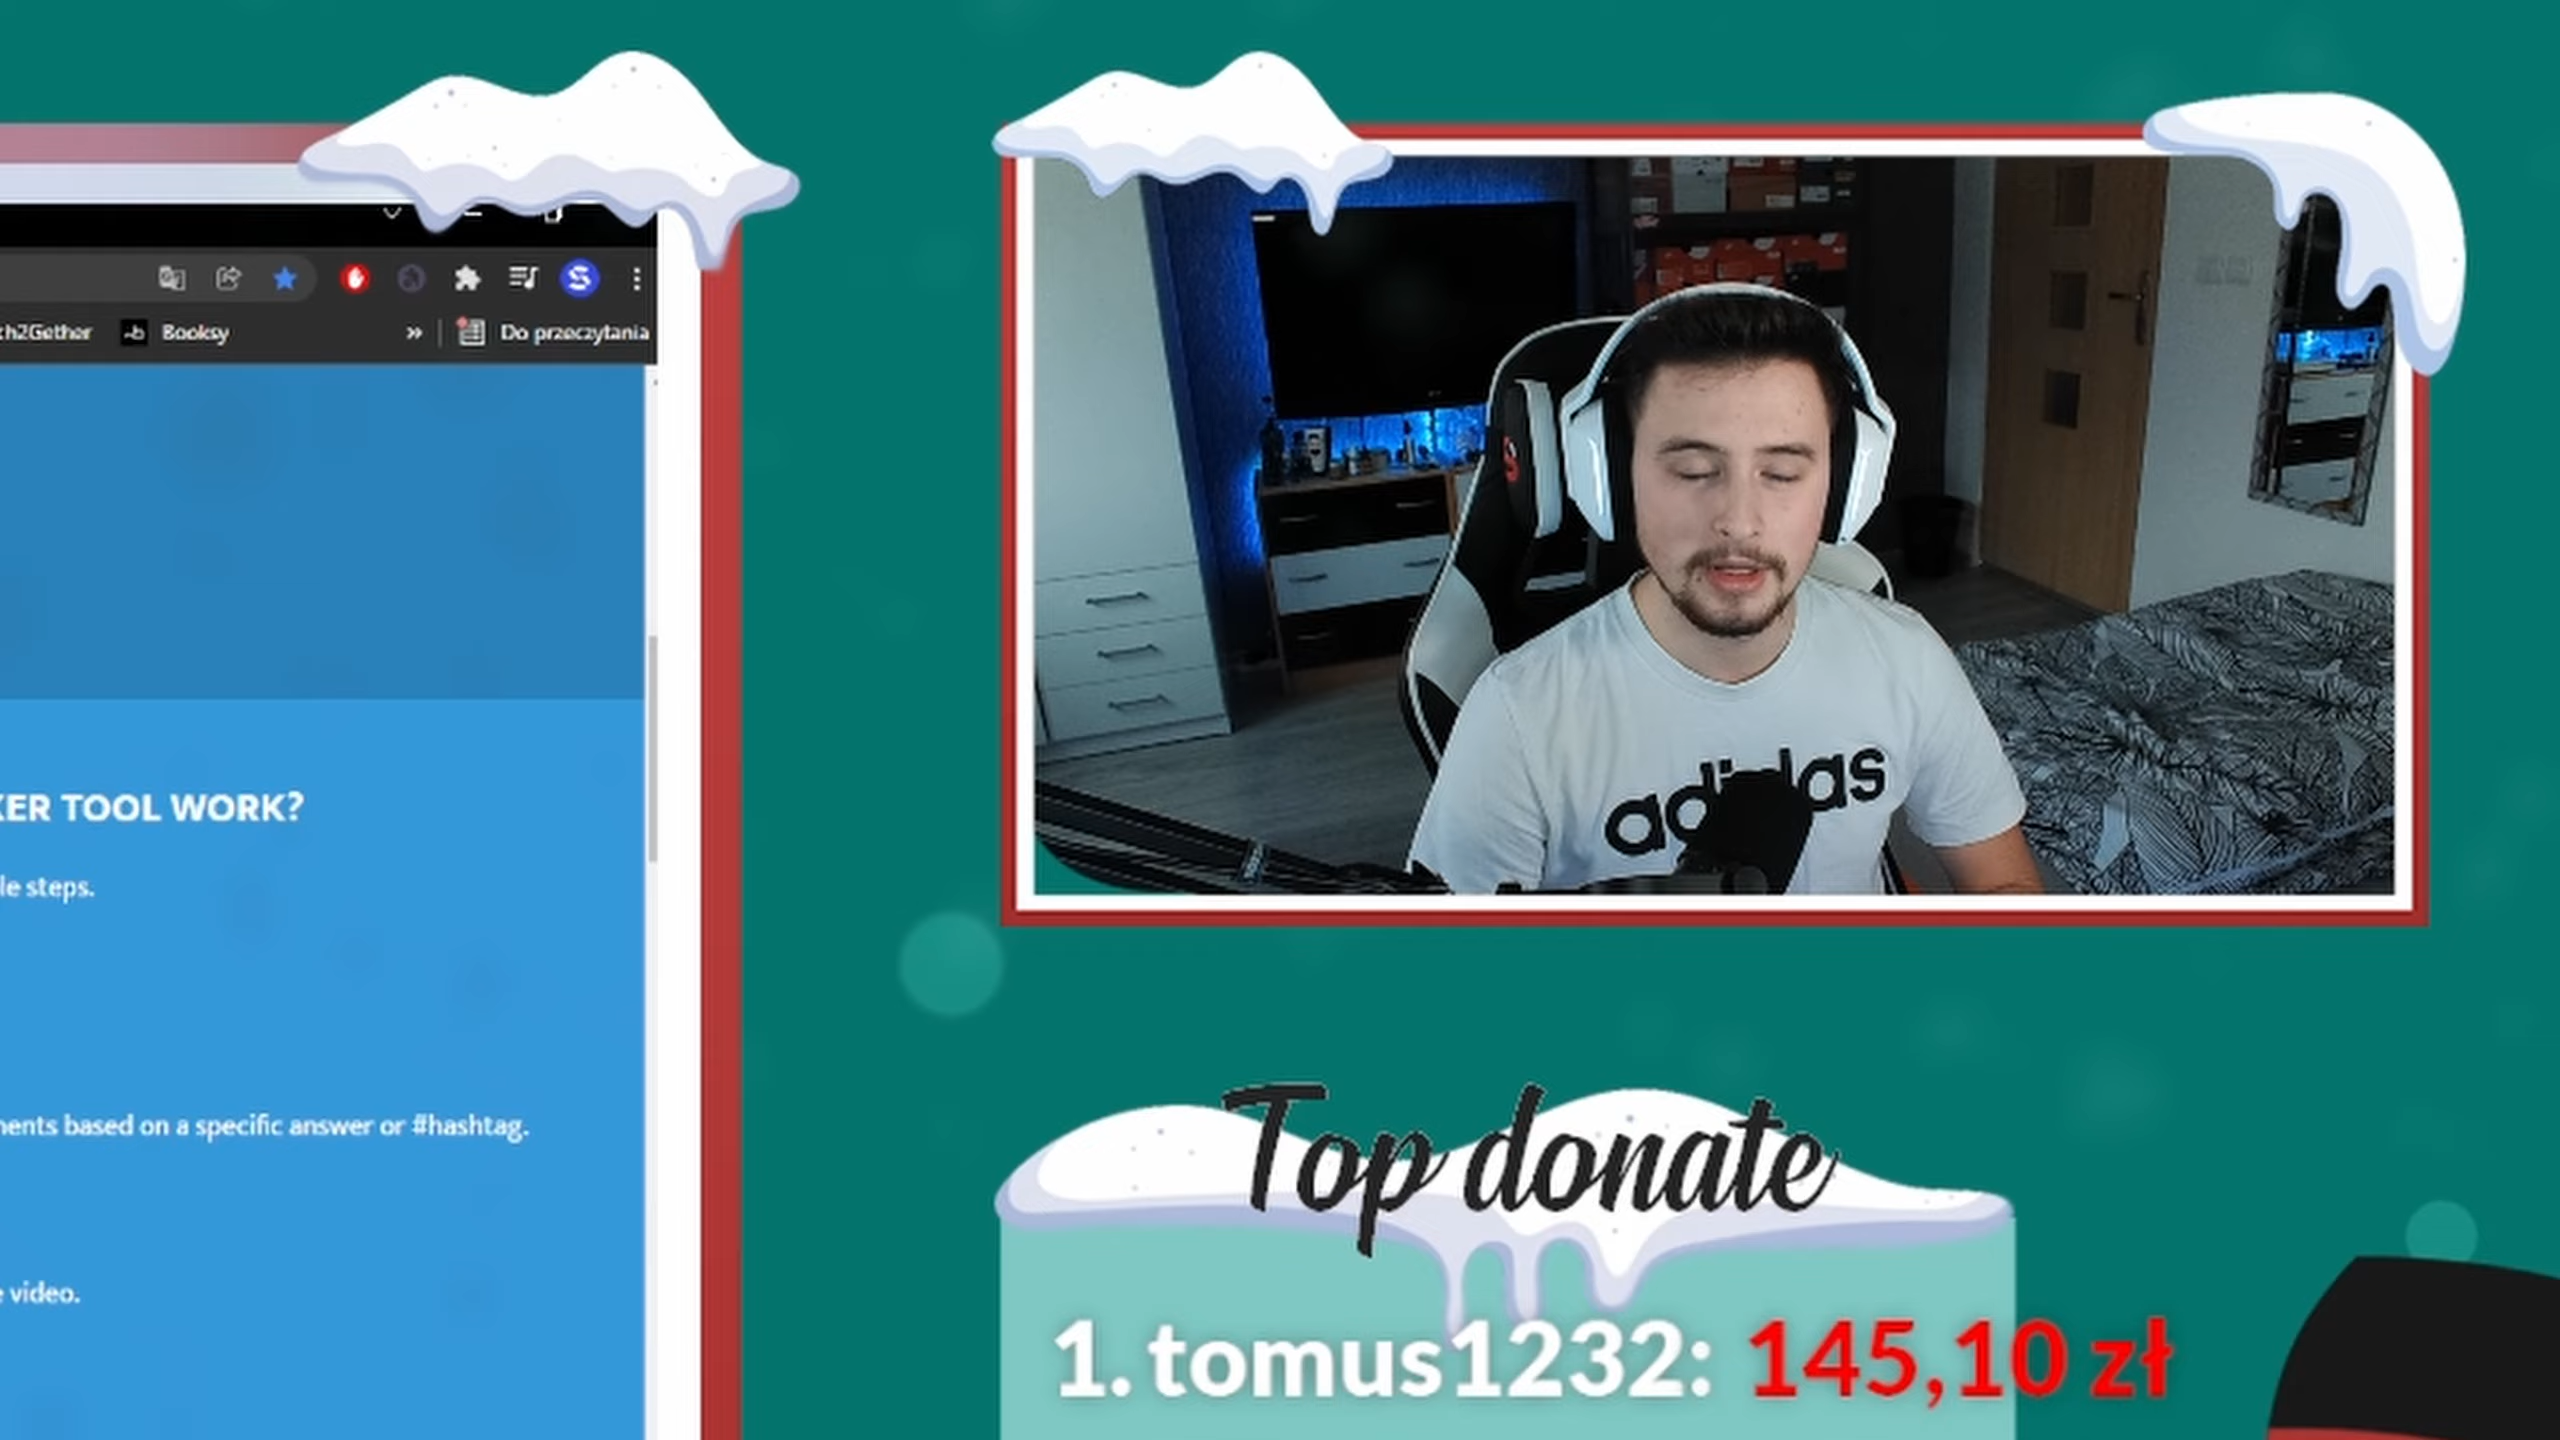 ch2Gether Booksy » Do przeczytania
KER TOOL WORK?
le steps.
nents based on a specific answer or #hashtag.
e video.
adidas
Top donate
1. tomus1232: 145,10 zł